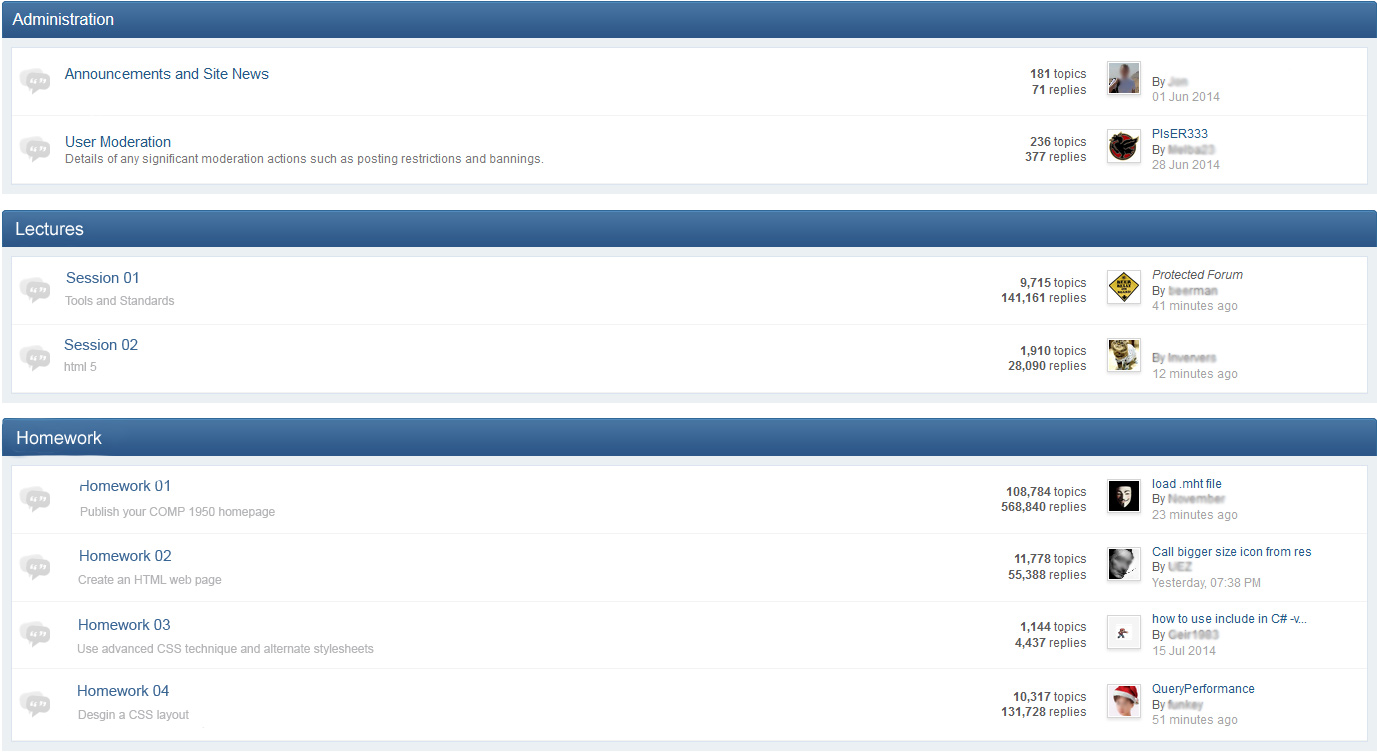 Administration
Announcements and Site News
181 topics
71 replies
By
01 Jun 2014
User Moderation
Details of any significant moderation actions such as posting restrictions and bannings.
236 topics
377 replies
PlsER333
By
28 Jun 2014
Lectures
Session 01
Tools and Standards
9,715 topics
141,161 replies
Protected Forum
By beerman
41 minutes ago
Session 02
html 5
1,910 topics
28,090 replies
By
12 minutes ago
Homework
Homework 01
Publish your COMP 1950 homepage
108,784 topics
568,840 replies
load .mht file
By November
23 minutes ago
Homework 02
Create an HTML web page
11,778 topics
55,388 replies
Call bigger size icon from res
By UEZ
Yesterday, 07:38 PM
Homework 03
Use advanced CSS technique and alternate stylesheets
1,144 topics
4,437 replies
how to use include in C# -v...
By Geir1983
15 Jul 2014
Homework 04
Desgin a CSS layout
10,317 topics
131,728 replies
QueryPerformance
By funkey
51 minutes ago